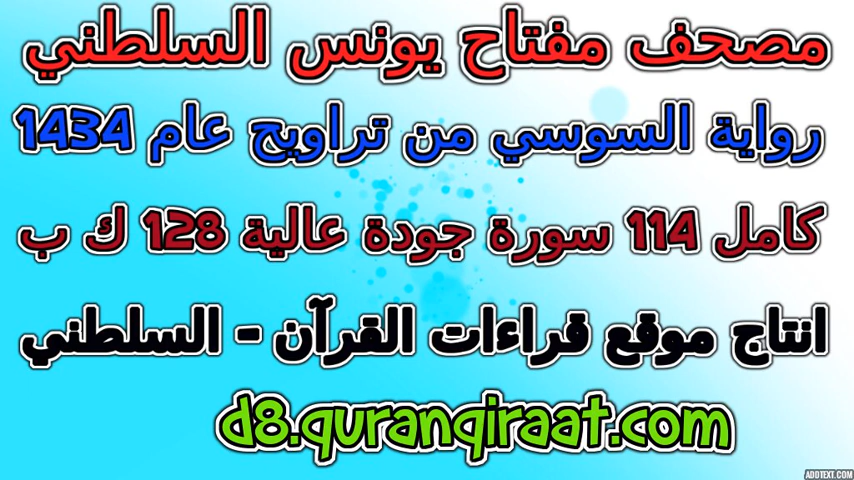 مصحف مفتاح يونس السلطني
رواية السوسي من تراويح عام 1434
كامل 114 سورة جودة عالية 128 ك ب
انتاج موقع قراءات القرآن - السلطني
d8.quranqiraat.com
ADDTEXT.COM